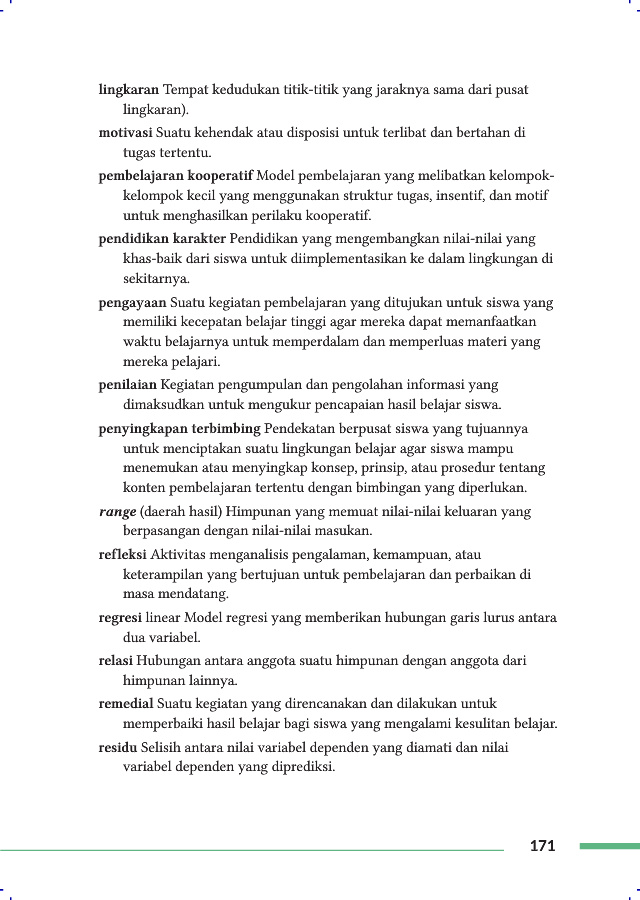 lingkaran Tempat kedudukan titik-titik yang jaraknya sama dari pusat
lingkaran).
motivasi Suatu kehendak atau disposisi untuk terlibat dan bertahan di
tugas tertentu.
pembelajaran kooperatif Model pembelajaran yang melibatkan kelompok-
kelompok kecil yang menggunakan struktur tugas, insentif, dan motif
untuk menghasilkan perilaku kooperatif.
pendidikan karakter Pendidikan yang mengembangkan nilai-nilai yang
khas-baik dari siswa untuk diimplementasikan ke dalam lingkungan di
sekitarnya.
pengayaan Suatu kegiatan pembelajaran yang ditujukan untuk siswa yang
memiliki kecepatan belajar tinggi agar mereka dapat memanfaatkan
waktu belajarnya untuk memperdalam dan memperluas materi yang
mereka pelajari.
penilaian Kegiatan pengumpulan dan pengolahan informasi yang
dimaksudkan untuk mengukur pencapaian hasil belajar siswa.
penyingkapan terbimbing Pendekatan berpusat siswa yang tujuannya
untuk menciptakan suatu lingkungan belajar agar siswa mampu
menemukan atau menyingkap konsep, prinsip, atau prosedur tentang
konten pembelajaran tertentu dengan bimbingan yang diperlukan.
range (daerah hasil) Himpunan yang memuat nilai-nilai keluaran yang
berpasangan dengan nilai-nilai masukan.
refleksi Aktivitas menganalisis pengalaman, kemampuan, atau
keterampilan yang bertujuan untuk pembelajaran dan perbaikan di
masa mendatang.
regresi linear Model regresi yang memberikan hubungan garis lurus antara
dua variabel.
relasi Hubungan antara anggota suatu himpunan dengan anggota dari
himpunan lainnya.
remedial Suatu kegiatan yang direncanakan dan dilakukan untuk
memperbaiki hasil belajar bagi siswa yang mengalami kesulitan belajar.
residu Selisih antara nilai variabel dependen yang diamati dan nilai
variabel dependen yang diprediksi.
171